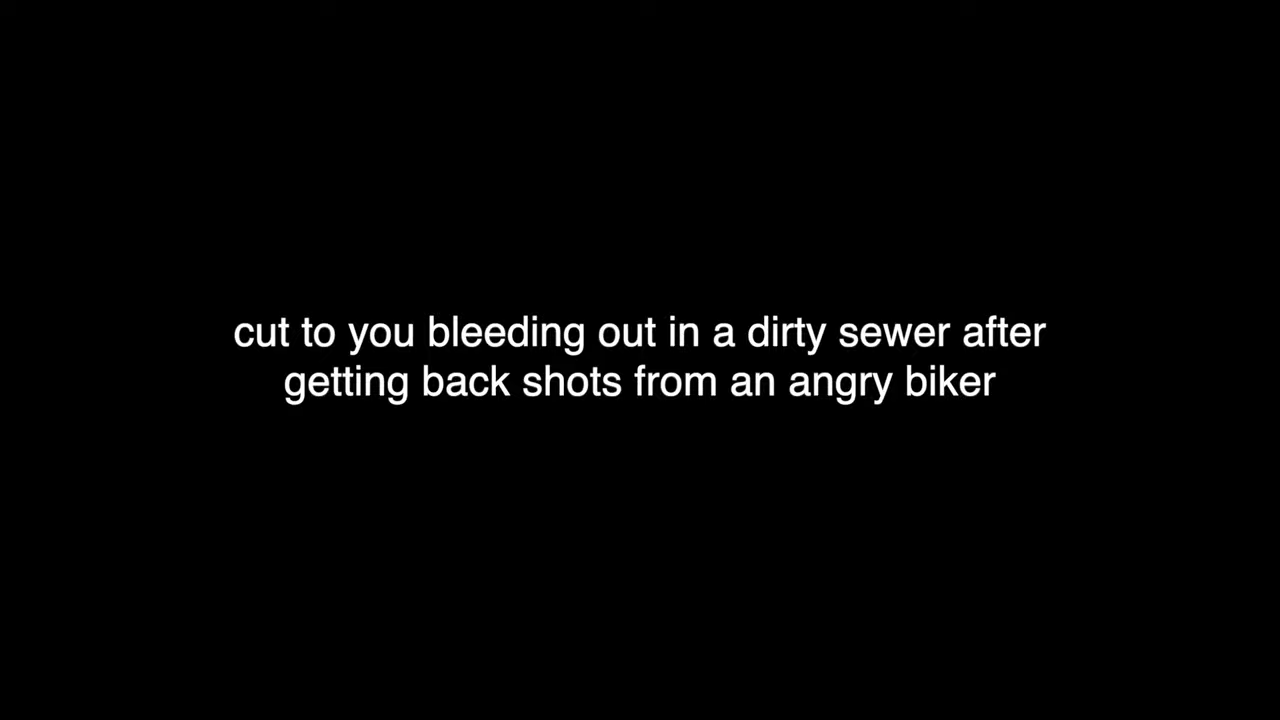 cut to you bleeding out in a dirty sewer after
getting back shots from an angry biker